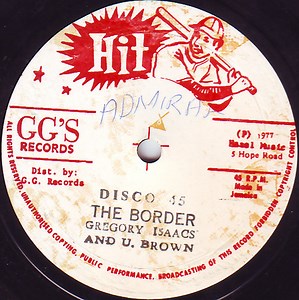 Hit
ADMIRAL
GG'S
RECORDS
Dist. by:
G.G. Records
(P) 1977
Hazel Music
5 Hope Road
45 R.P.M.
Made in
Jamaica
DISCO 45
THE BORDER
GREGORY ISAACS
AND U. BROWN
ALL RIGHTS RESERVED. UNAUTHORISED COPYING, PUBLIC PERFORMANCE, BROADCASTING OF THIS RECORD FORBIDDEN COPYRIGHT CONTROL